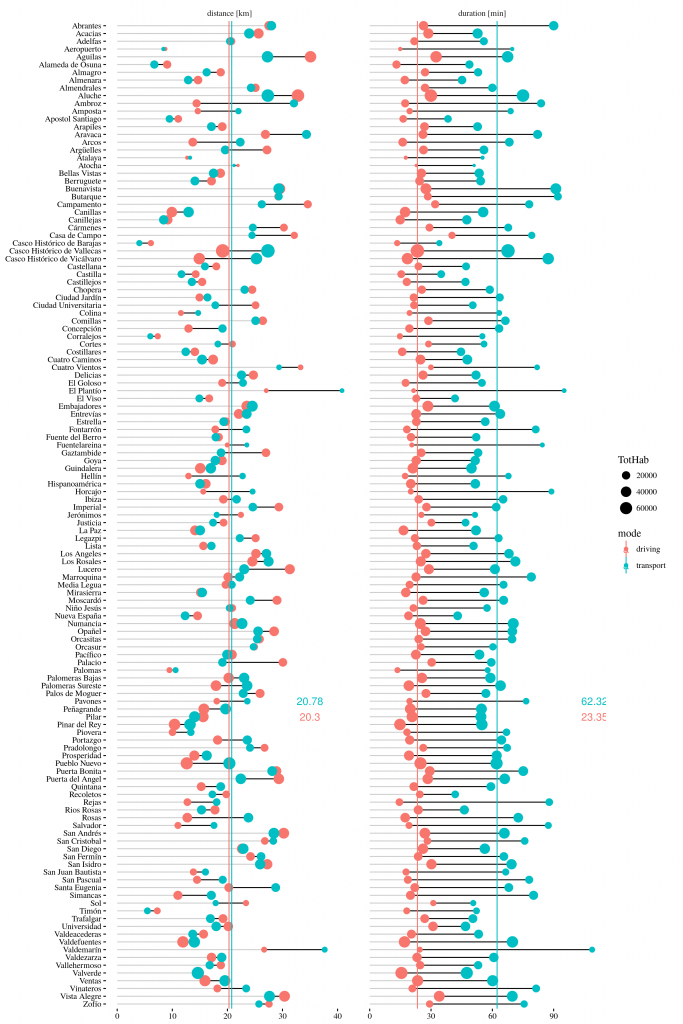 distance [km]
duration [min]
Abrantes
Acacias
Adelfas
Aeropuerto
Aguilas
Alameda de Osuna
Almagro
Almenara
Almendrales
Aluche
Ambroz
Amposta
Apostol Santiago
Arapiles
Aravaca
Arcos
Argüelles
Atalaya
Atocha
Bellas Vistas
Berruguete
Buenavista
Butarque
Campamento
Canillas
Canillejas
Cármenes
Casa de Campo
Casco Histórico de Barajas
Casco Histórico de Vallecas
Casco Histórico de Vicálvaro
Castellana
Castilla
Castillejos
Chopera
Ciudad Jardín
Ciudad Universitaria
Colina
Comillas
Concepción
Corralejos
Cortes
Costillares
Cuatro Caminos
Cuatro Vientos
Delicias
El Goloso
El Plantío
El Viso
Embajadores
Entrevías
Estrella
Fontarrón
Fuente del Berro
Fuentelareina
Gaztambide
Goya
Guindalera
Hellín
Hispanoamérica
Horcajo
Ibiza
Imperial
Jerónimos
Justicia
La Paz
Legazpi
Lista
Los Angeles
Los Rosales
Lucero
Marroquina
Media Legua
Mirasierra
Moscardó
Niño Jesús
Nueva España
Numancia
Opañel
Orcasitas
Orcasur
Pacífico
Palacio
Palomas
Palomeras Bajas
Palomeras Sureste
Palos de Moguer
Pavones
Peñagrande
Pilar
Pinar del Rey
Piovera
Portazgo
Pradolongo
Prosperidad
Pueblo Nuevo
Puerta Bonita
Puerta del Angel
Quintana
Recoletos
Rejas
Rios Rosas
Rosas
Salvador
San Andrés
San Cristobal
San Diego
San Fermín
San Isidro
San Juan Bautista
San Pascual
Santa Eugenia
Simancas
Sol
Timón
Trafalgar
Universidad
Valdeacederas
Valdefuentes
Valdemarín
Valdezarza
Vallehermoso
Valverde
Ventas
Vinateros
Vista Alegre
Zofío
20.78
20.3
62.32
23.35
0
10
20
30
40
0
30
60
90
TotHab
20000
40000
60000
mode
driving
transport